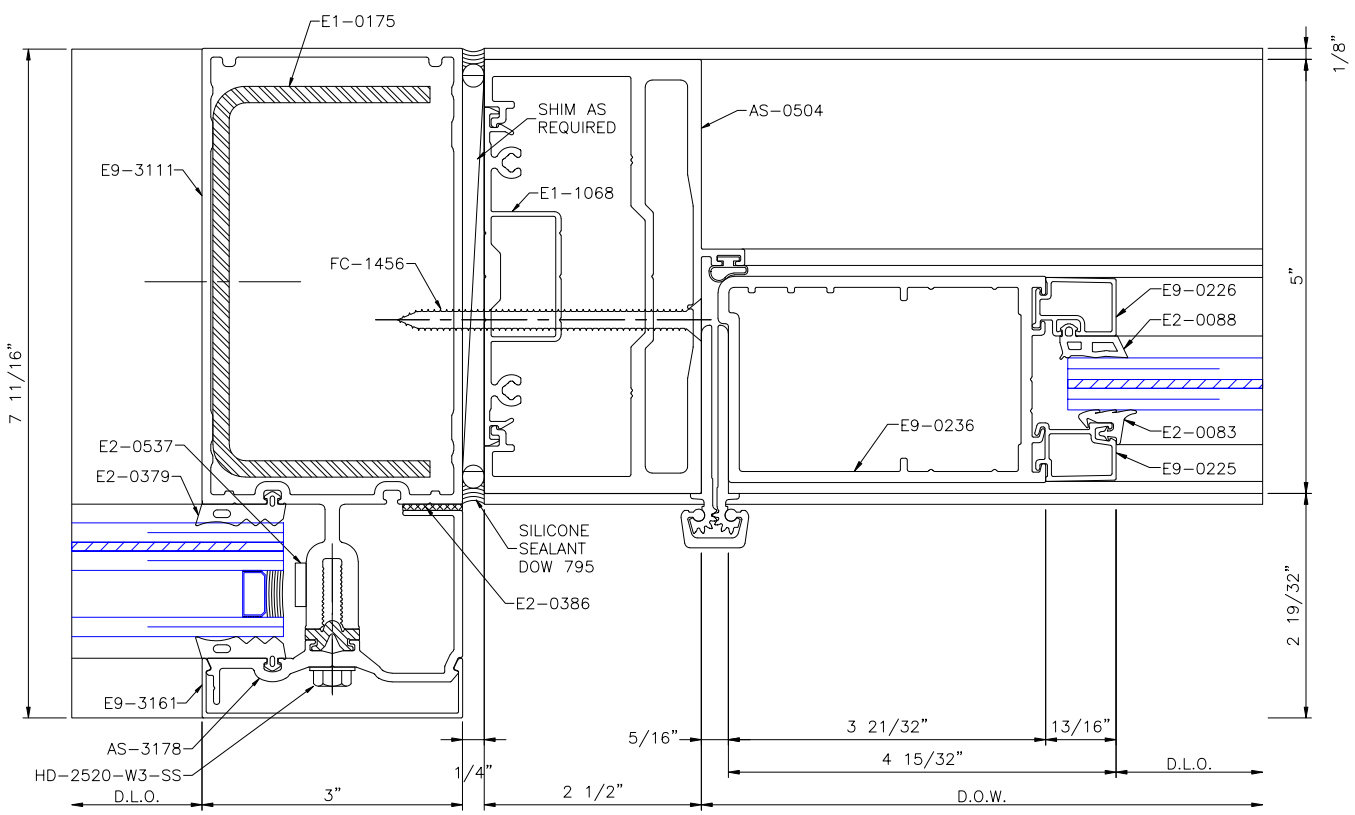 E1-0175
1/8"
SHIM AS
REQUIRED
AS-0504
E9-3111
E1-1068
FC-1456
5"
E9-0226
E2-0088
7 11/16"
E2-0537
E2-0379
E9-0236
E2-0083
E9-0225
SILICONE
SEALANT
DOW 795
E2-0386
2 19/32"
E9-3161
AS-3178
HD-2520-W3-SS
5/16"
3 21/32"
13/16"
4 15/32"
D.L.O.
D.L.O.
3"
1/4"
2 1/2"
D.O.W.